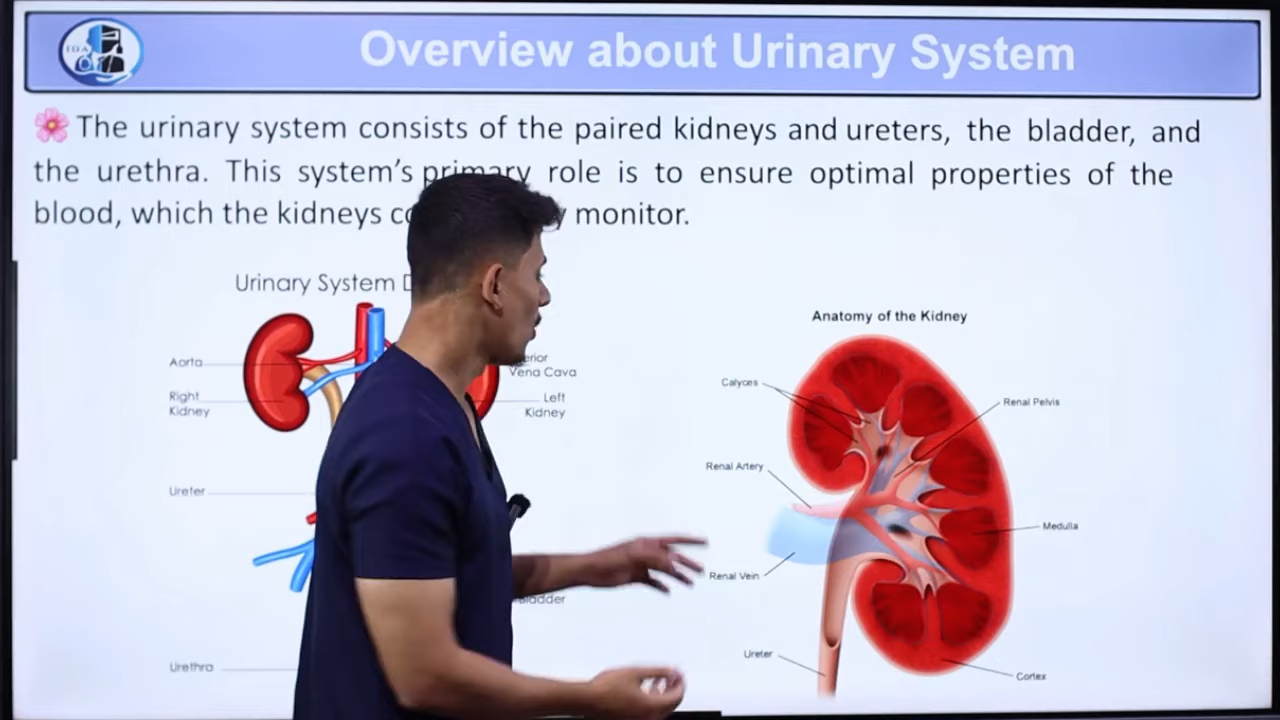 IOA
Overview about Urinary System
The urinary system consists of the paired kidneys and ureters, the bladder, and
the urethra. This system's primary role is to ensure optimal properties of the
blood, which the kidneys monitor.
Urinary System
Anatomy of the Kidney
Aorta
Vena Cava
Right
Kidney
Left
Kidney
Ureter
Bladder
Urethra
Calyces
Renal Pelvis
Renal Artery
Medulla
Renal Vein
Ureter
Cortex